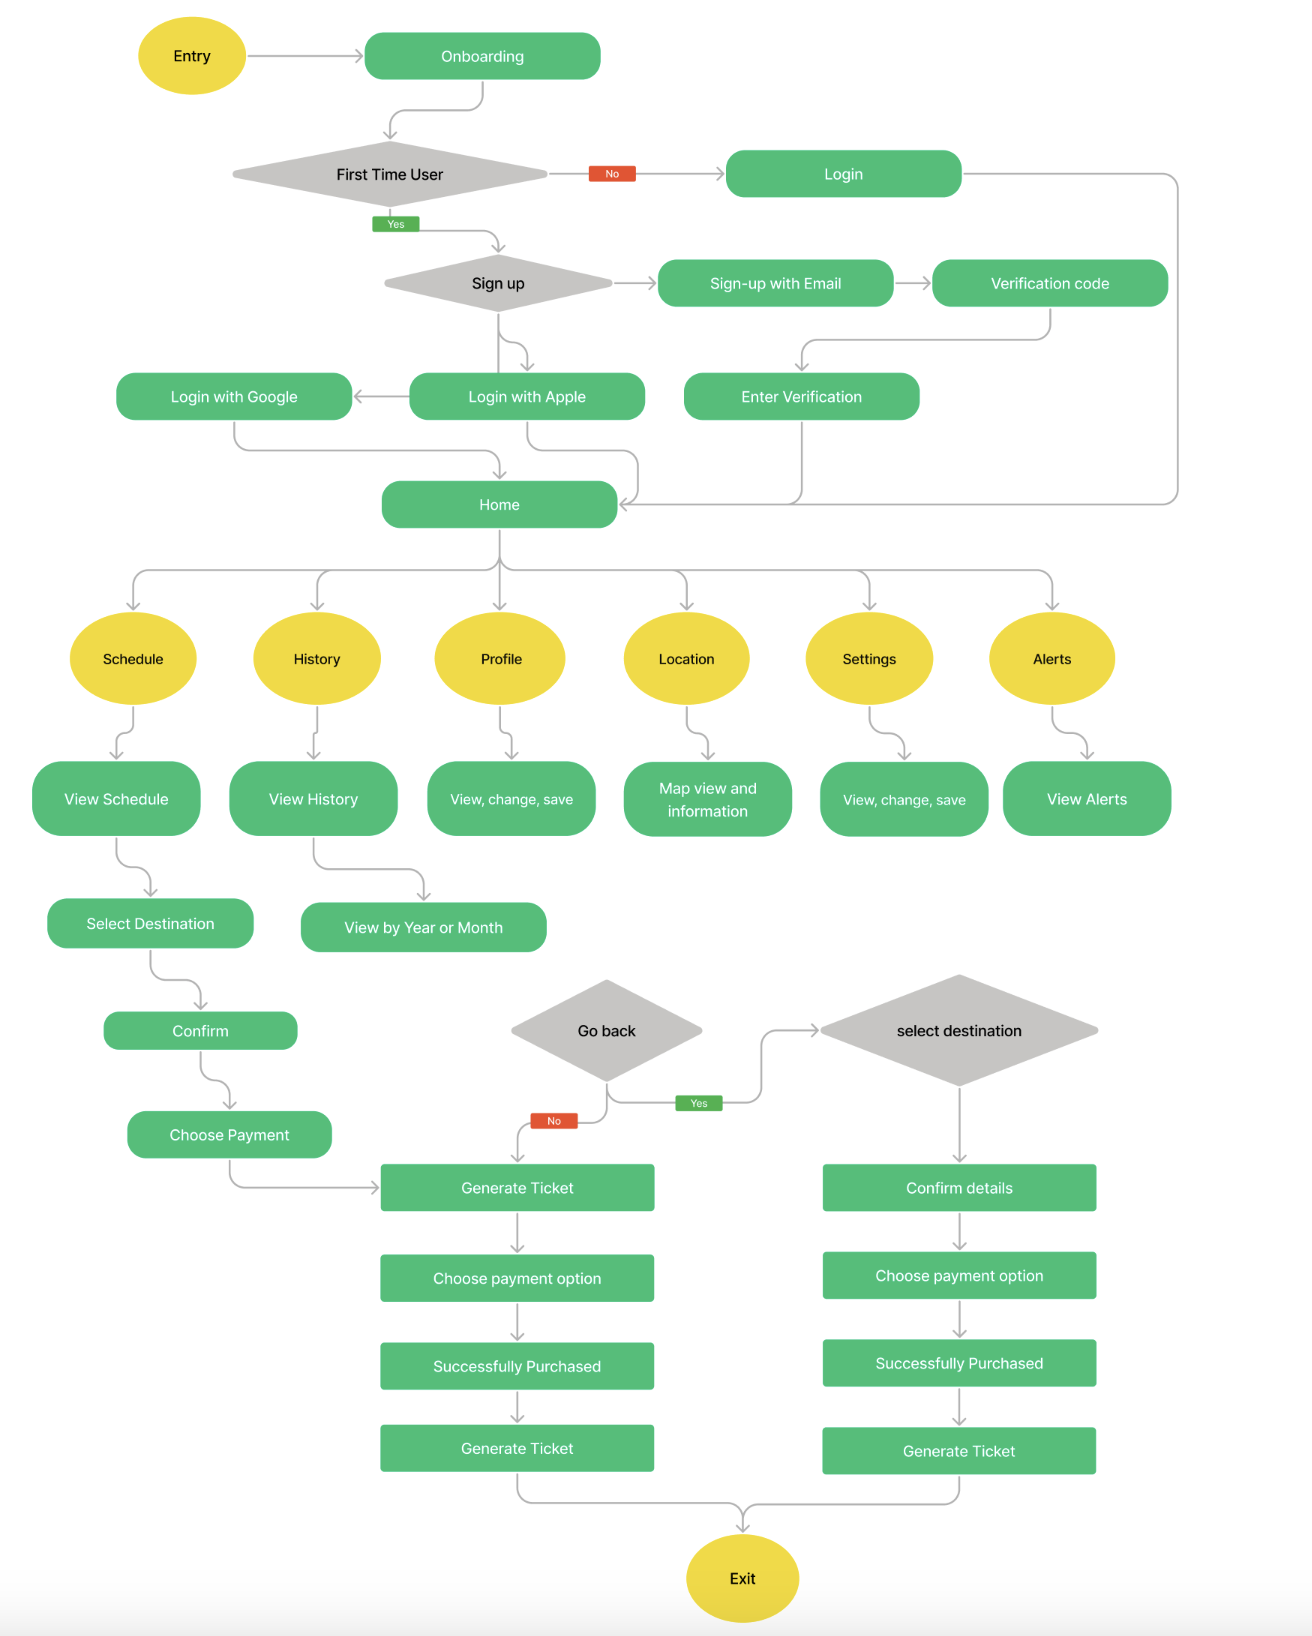 Entry
Onboarding
First Time User
No
Login
Yes
Sign up
Sign-up with Email
Verification code
Login with Google
Login with Apple
Enter Verification
Home
Schedule
History
Profile
Location
Settings
Alerts
View Schedule
View History
View, change, save
Map view and
information
View, change, save
View Alerts
Select Destination
View by Year or Month
Confirm
Go back
select destination
Yes
No
Choose Payment
Generate Ticket
Confirm details
Choose payment option
Choose payment option
Successfully Purchased
Successfully Purchased
Generate Ticket
Generate Ticket
Exit